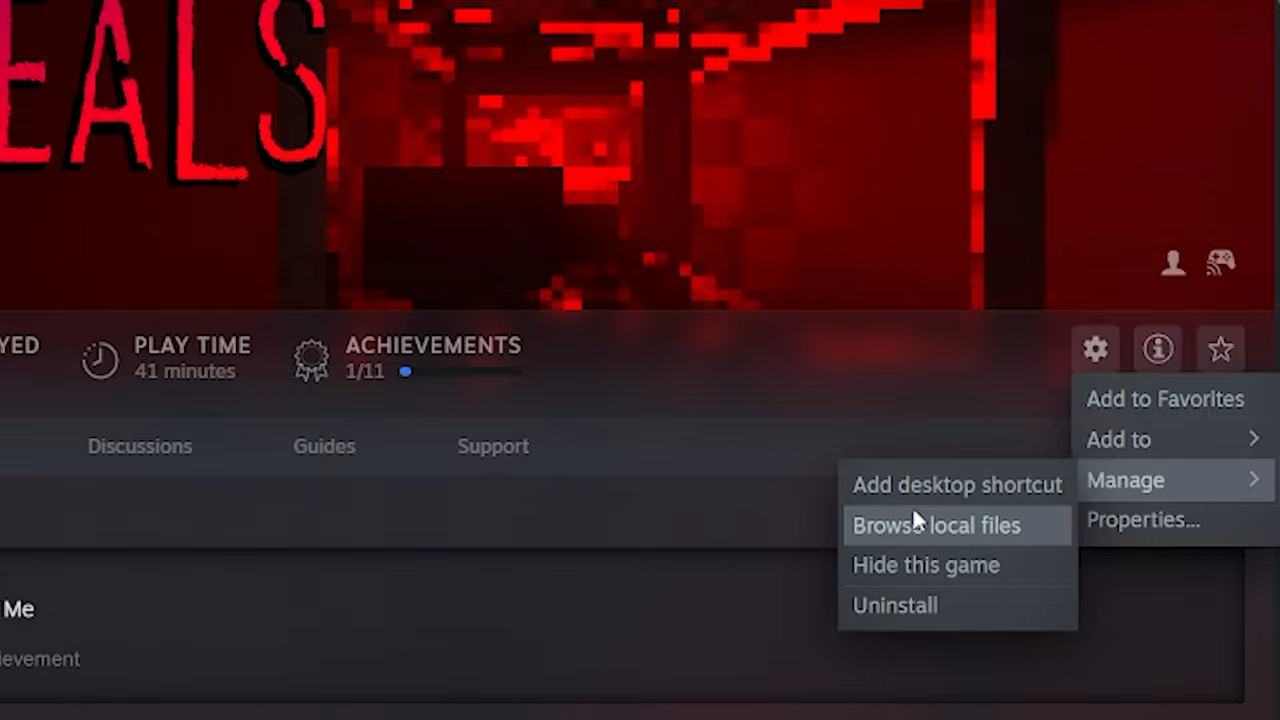 EALS
YED
PLAY TIME
ACHIEVEMENTS
41 minutes
1/11
Add to Favorites
Discussions
Guides
Support
Add to
Manage
Add desktop shortcut
Browse local files
Properties...
Hide this game
Uninstall
Me
ievement